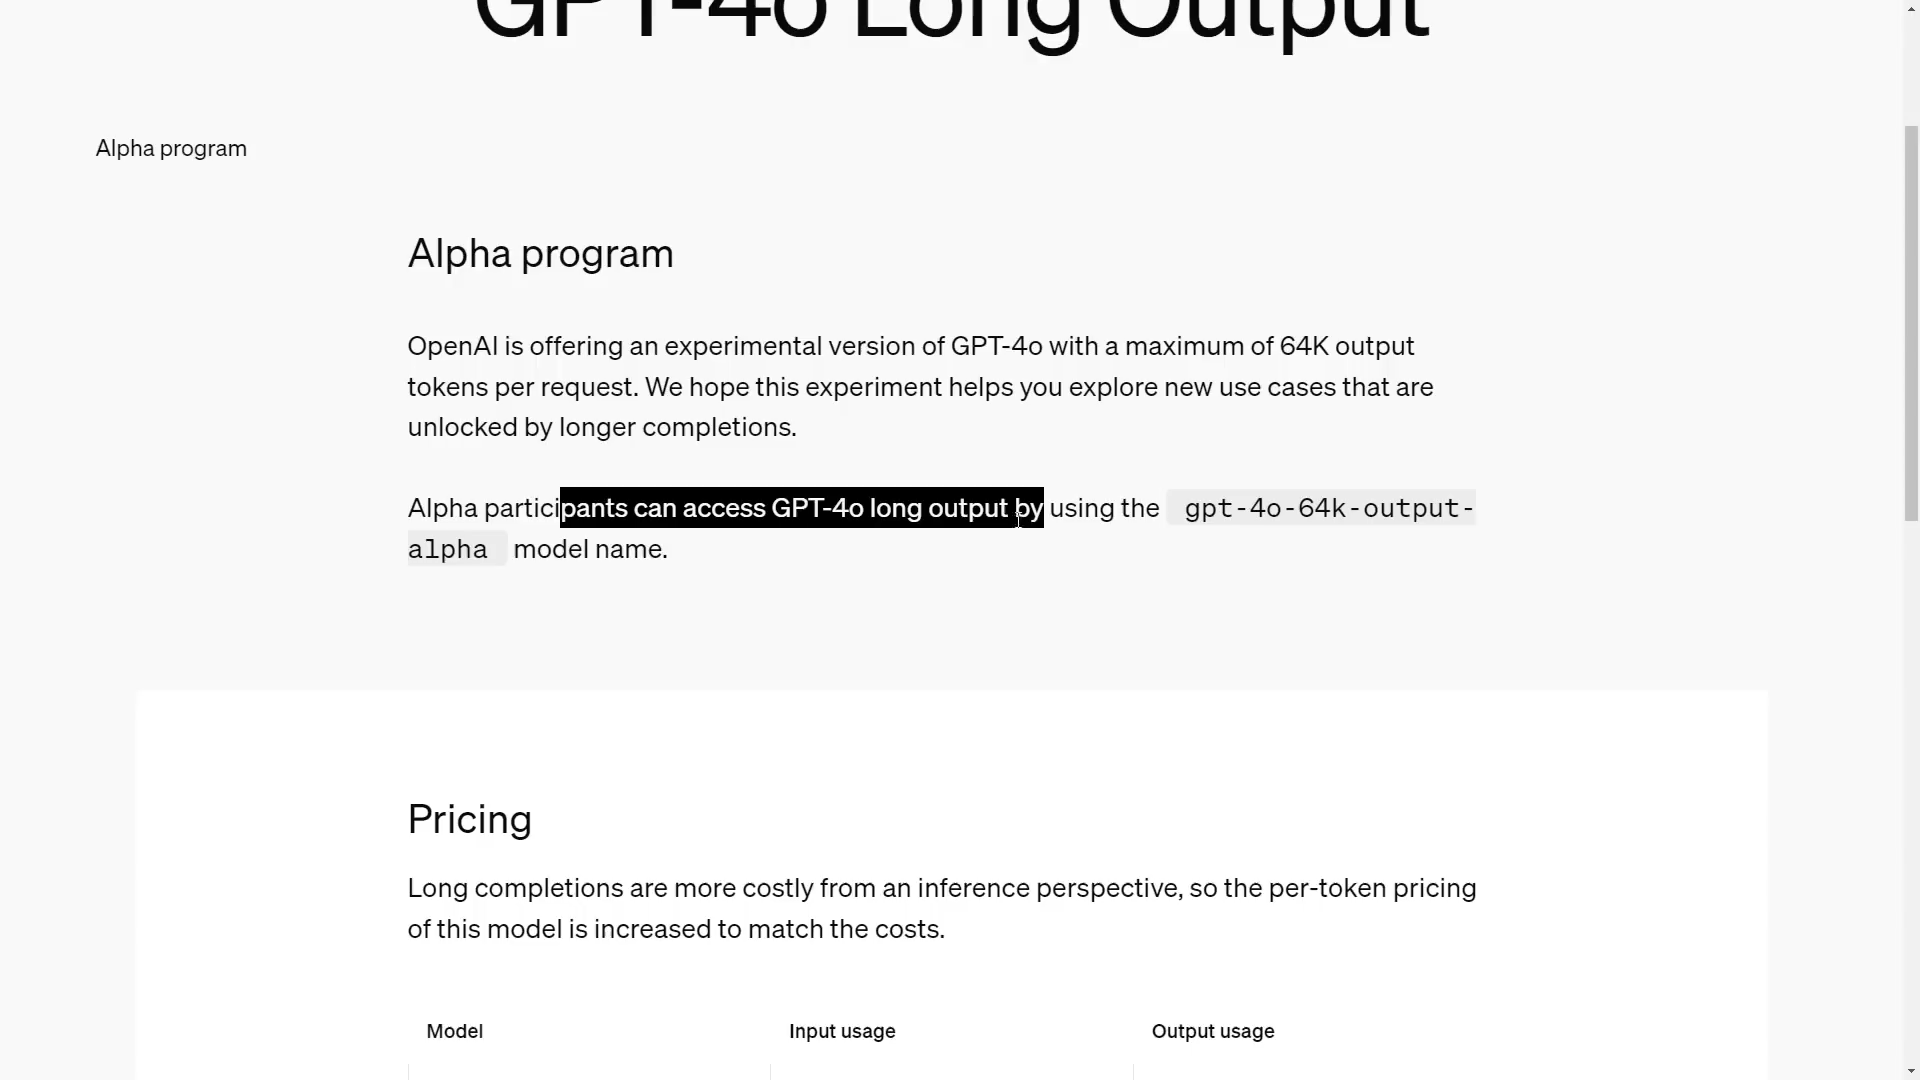 GPT-4o Long Output
Alpha program
Alpha program
OpenAI is offering an experimental version of GPT-4o with a maximum of 64K output
tokens per request. We hope this experiment helps you explore new use cases that are
unlocked by longer completions.
Alpha participants can access GPT-4o long output by using the gpt-4o-64k-output-
alpha model name.
Pricing
Long completions are more costly from an inference perspective, so the per-token pricing
of this model is increased to match the costs.
Model Input usage Output usage